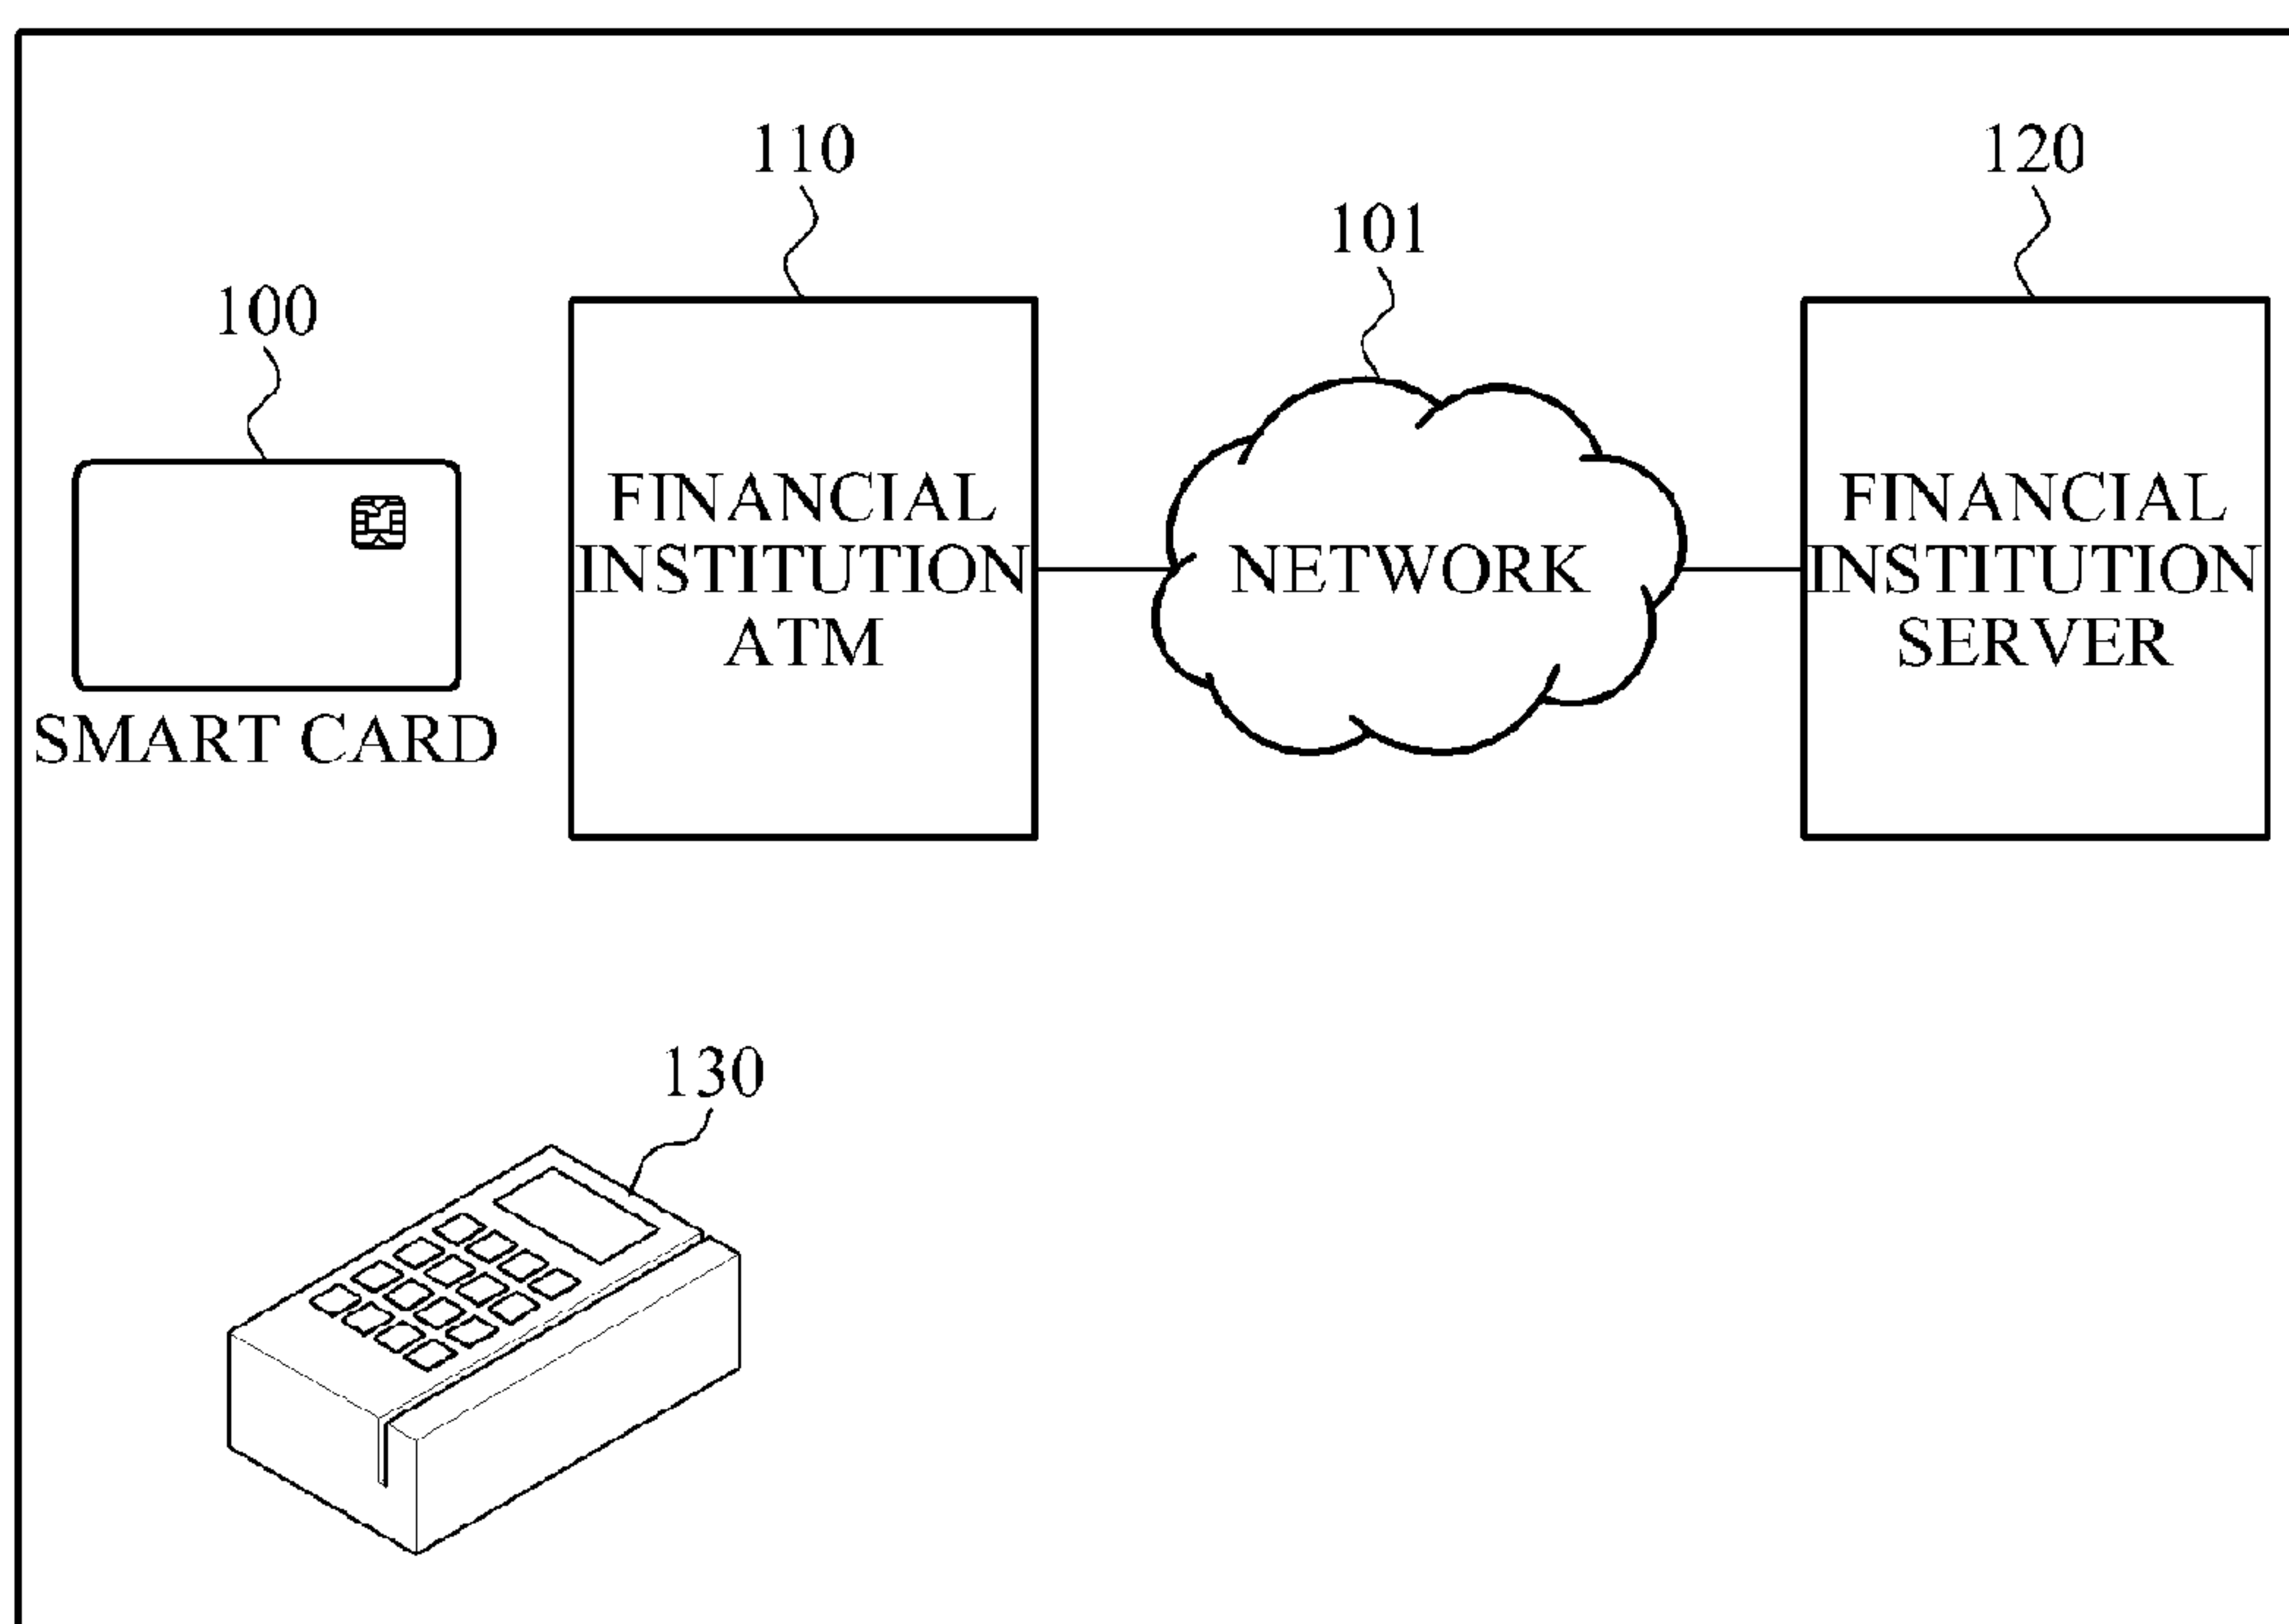 110
120
101
100
FINANCIAL
INSTITUTION
ATM
NETWORK
FINANCIAL
INSTITUTION
SERVER
SMART CARD
130